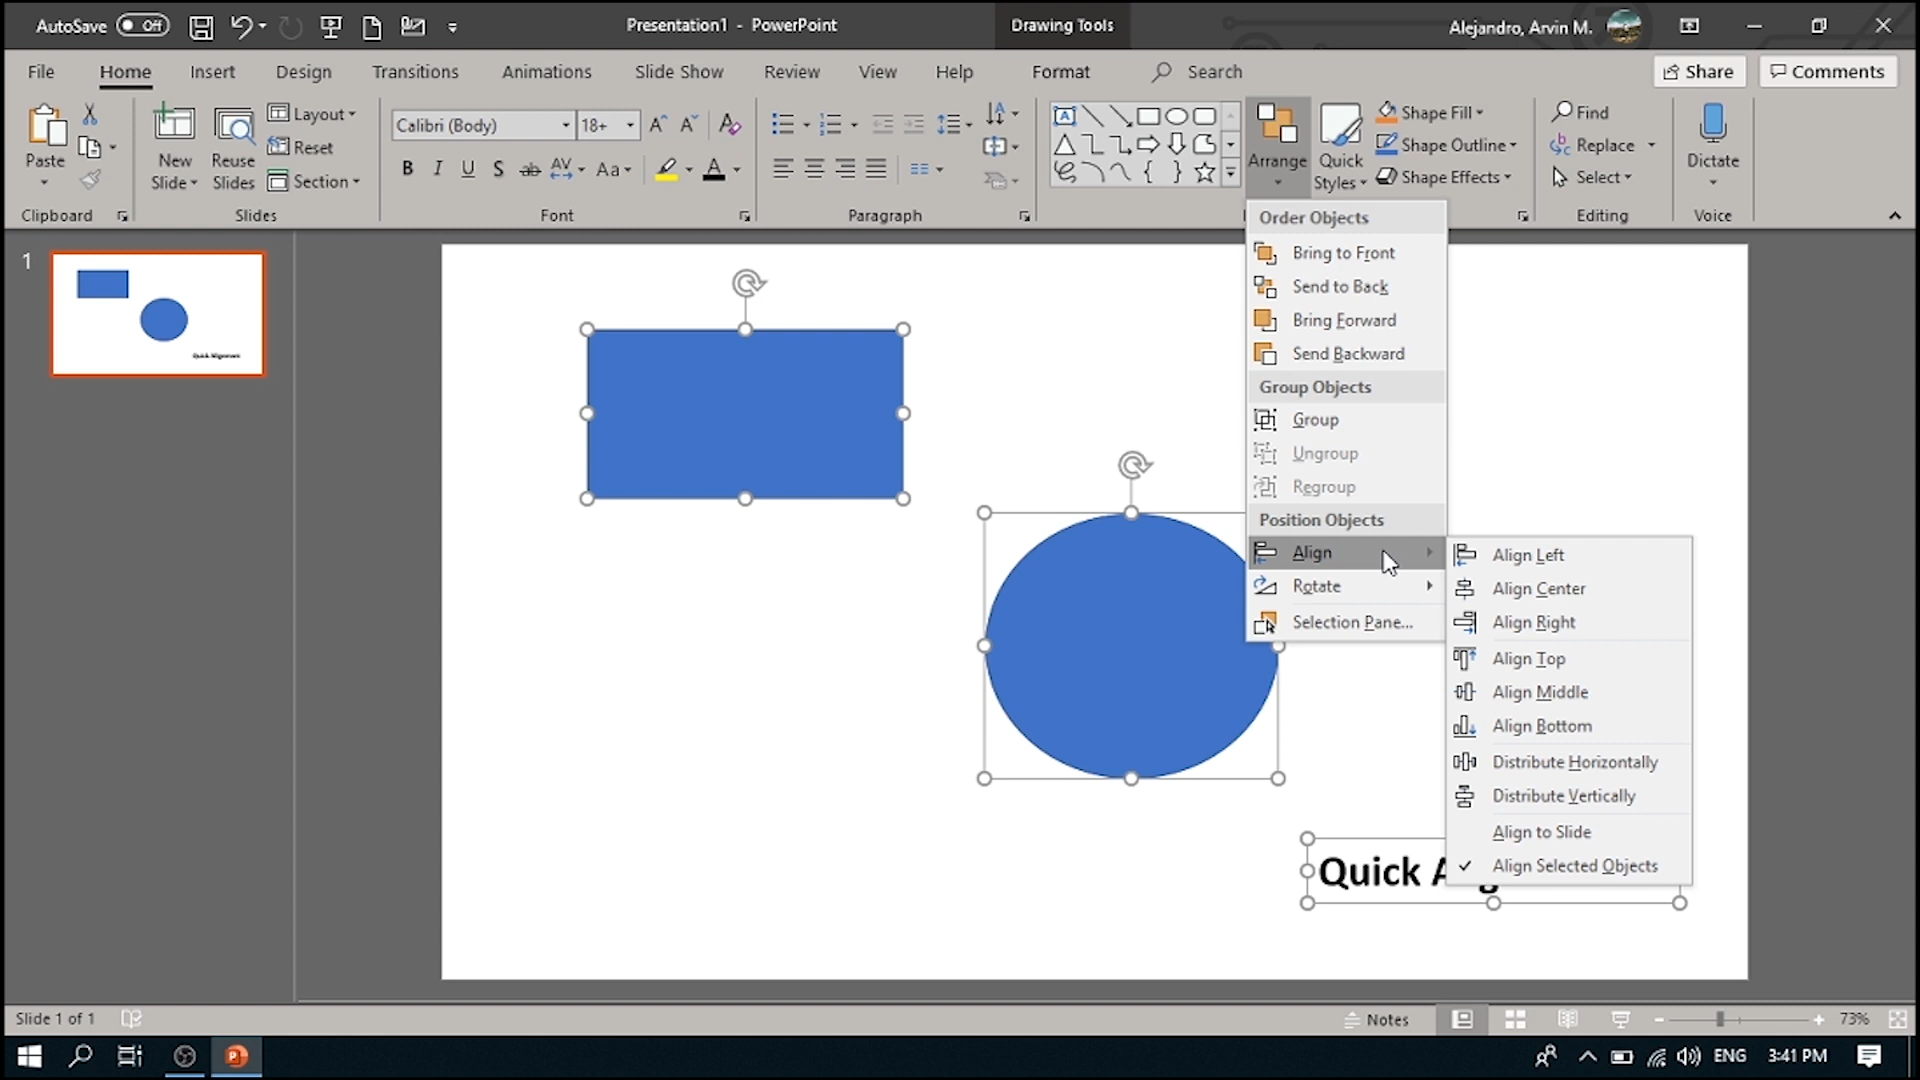 AutoSave Off Presentation1 - PowerPoint Drawing Tools Alejandro, Arvin M.
File Home Insert Design Transitions Animations Slide Show Review View Help Format Search Share Comments
Paste
New Slide
Reuse Slides
Layout
Reset
Section
Calibri (Body) 18+
B I U S ab AV Aa A
Arrange
Quick Styles
Shape Fill
Shape Outline
Shape Effects
Find
Replace
Select
Dictate
Clipboard Slides Font Paragraph Editing Voice
1
Quick Alignment
Order Objects
Bring to Front
Send to Back
Bring Forward
Send Backward
Group Objects
Group
Ungroup
Regroup
Position Objects
Align
Rotate
Selection Pane...
Align Left
Align Center
Align Right
Align Top
Align Middle
Align Bottom
Distribute Horizontally
Distribute Vertically
Align to Slide
Align Selected Objects
Quick
Slide 1 of 1 Notes 73%
ENG 3:41 PM